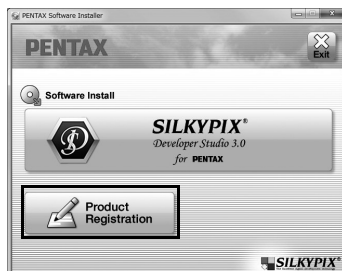 PENTAX Software Installer
PENTAX
Exit
Software Install
SILKYPIX®
Developer Studio 3.0
for PENTAX
Product
Registration
SILKYPIX®